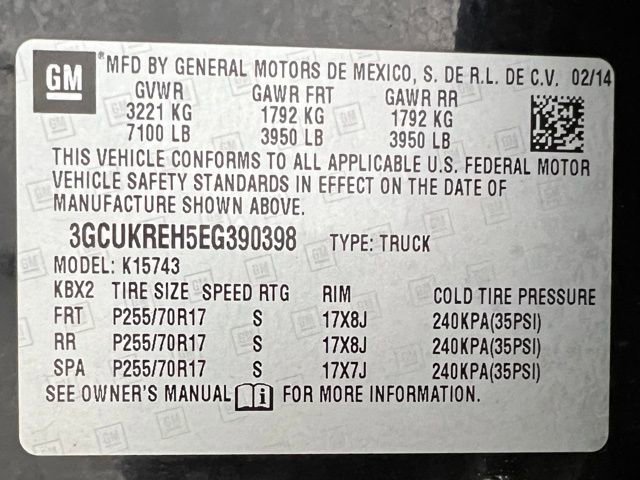 GM *MFD BY GENERAL MOTORS DE MEXICO, S. DE R.L. DE C.V. 02/14
GVWR GAWR FRT GAWR RR
3221 KG 1792 KG 1792 KG
7100 LB 3950 LB 3950 LB
THIS VEHICLE CONFORMS TO ALL APPLICABLE U.S. FEDERAL MOTOR
VEHICLE SAFETY STANDARDS IN EFFECT ON THE DATE OF
MANUFACTURE SHOWN ABOVE.
3GCUKREH5EG390398 TYPE: TRUCK
MODEL: K15743
KBX2 TIRE SIZE SPEED RTG RIM COLD TIRE PRESSURE
FRT P255/70R17 S 17X8J 240KPA(35PSI)
RR P255/70R17 S 17X8J 240KPA(35PSI)
SPA P255/70R17 S 17X7J 240KPA(35PSI)
SEE OWNER'S MANUAL i FOR MORE INFORMATION.